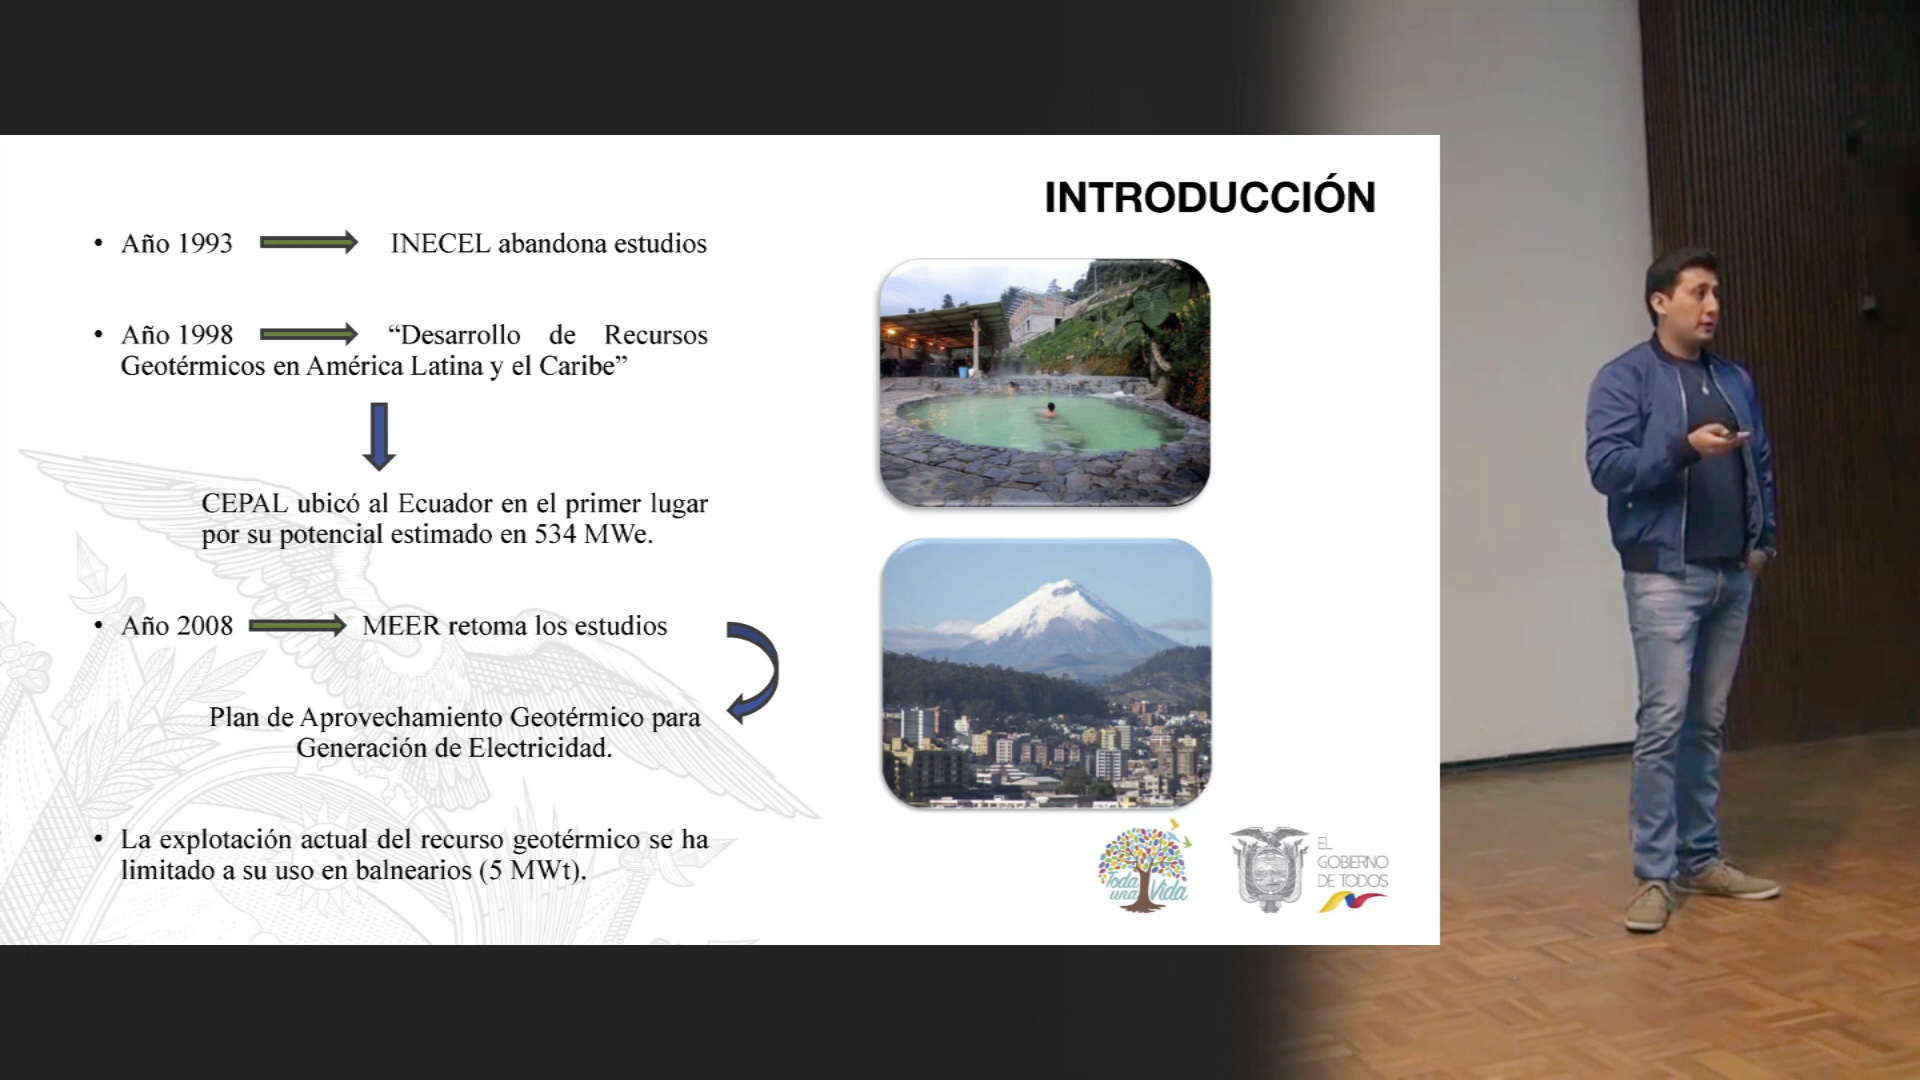 INTRODUCCIÓN
• Año 1993 INECEL abandona estudios
• Año 1998 “Desarrollo de Recursos
Geotérmicos en América Latina y el Caribe”
CEPAL ubicó al Ecuador en el primer lugar
por su potencial estimado en 534 MWe.
• Año 2008 MEER retoma los estudios
Plan de Aprovechamiento Geotérmico para
Generación de Electricidad.
• La explotación actual del recurso geotérmico se ha
limitado a su uso en balnearios (5 MWt).
Toda
una Vida
EL
GOBIERNO
DE TODOS